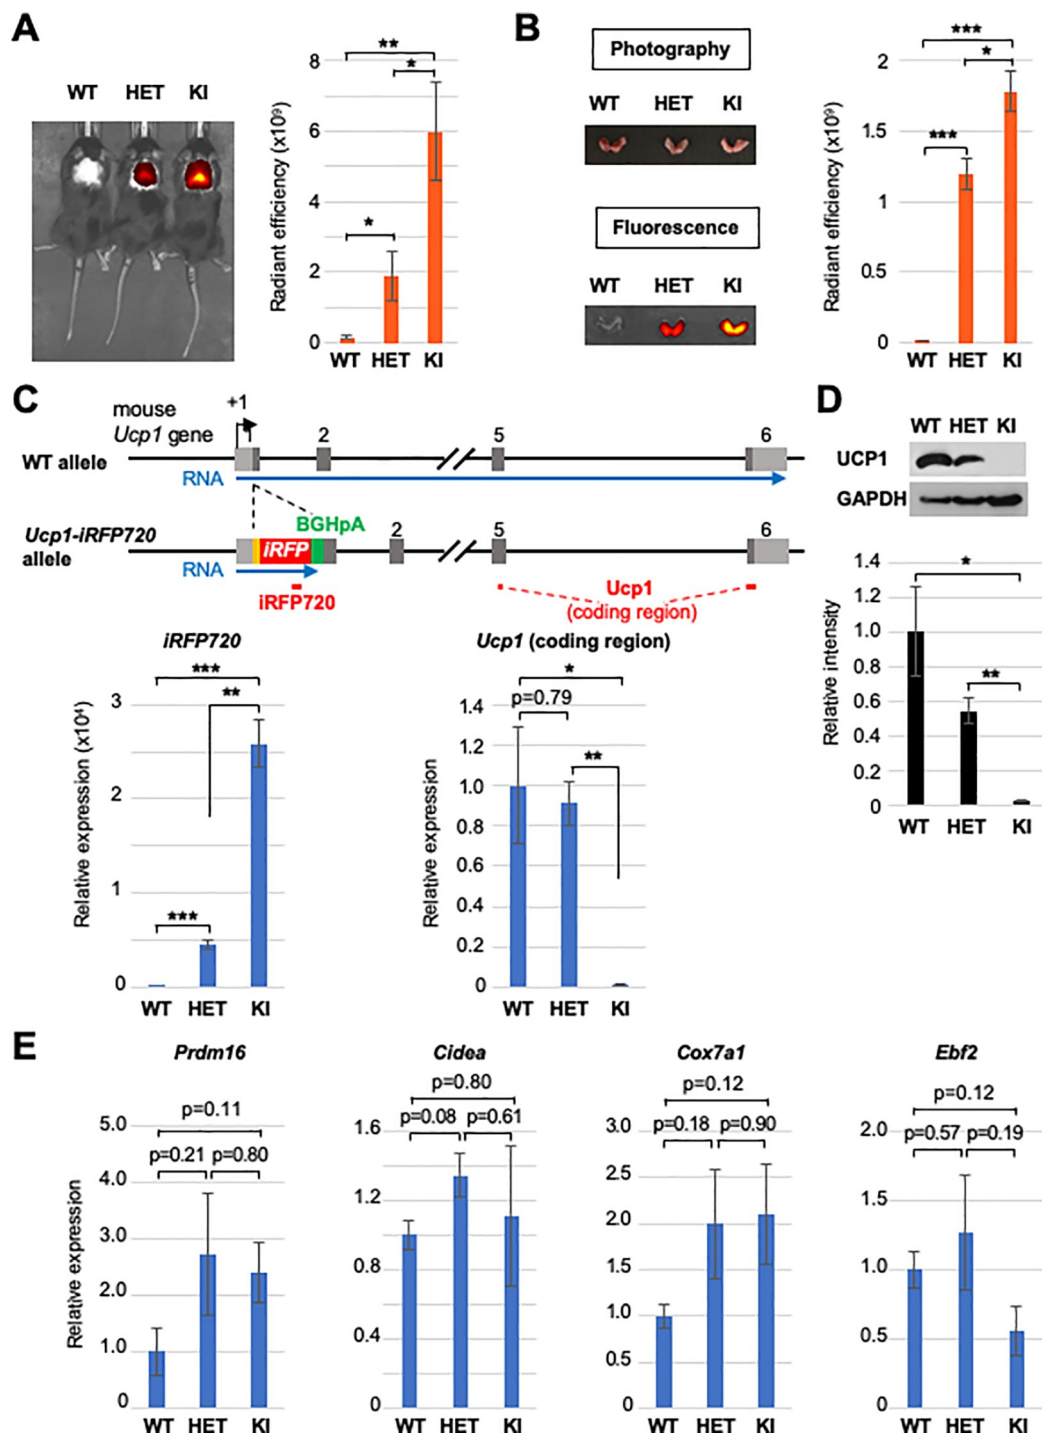 A
WT HET KI
Radiant efficiency (x10⁹)
8
6
4
2
0
**
*
*
WT HET KI
B
Photography
WT HET KI
Fluorescence
WT HET KI
Radiant efficiency (x10⁹)
2
1.5
1
0.5
0
***
*
***
WT HET KI
C
mouse
Ucp1 gene
+1
2
5
6
WT allele
RNA
BGHpA
Ucp1-iRFP720
allele
iRFP
2
5
6
RNA
iRFP720
Ucp1
(coding region)
iRFP720
***
**
***
Relative expression (x10⁴)
3
2
1
0
WT HET KI
Ucp1 (coding region)
*
p=0.79
**
Relative expression
1.4
1.2
1.0
0.8
0.6
0.4
0.2
0
WT HET KI
D
WT HET KI
UCP1
GAPDH
*
**
Relative intensity
1.4
1.2
1.0
0.8
0.6
0.4
0.2
0
WT HET KI
E
Prdm16
p=0.11
p=0.21 p=0.80
Relative expression
5.0
4.0
3.0
2.0
1.0
0
WT HET KI
Cidea
p=0.80
p=0.08 p=0.61
1.6
1.2
0.8
0.4
0
WT HET KI
Cox7a1
p=0.12
p=0.18 p=0.90
3.0
2.5
2.0
1.5
1.0
0.5
0
WT HET KI
Ebf2
p=0.12
p=0.57 p=0.19
2.0
1.5
1.0
0.5
0
WT HET KI